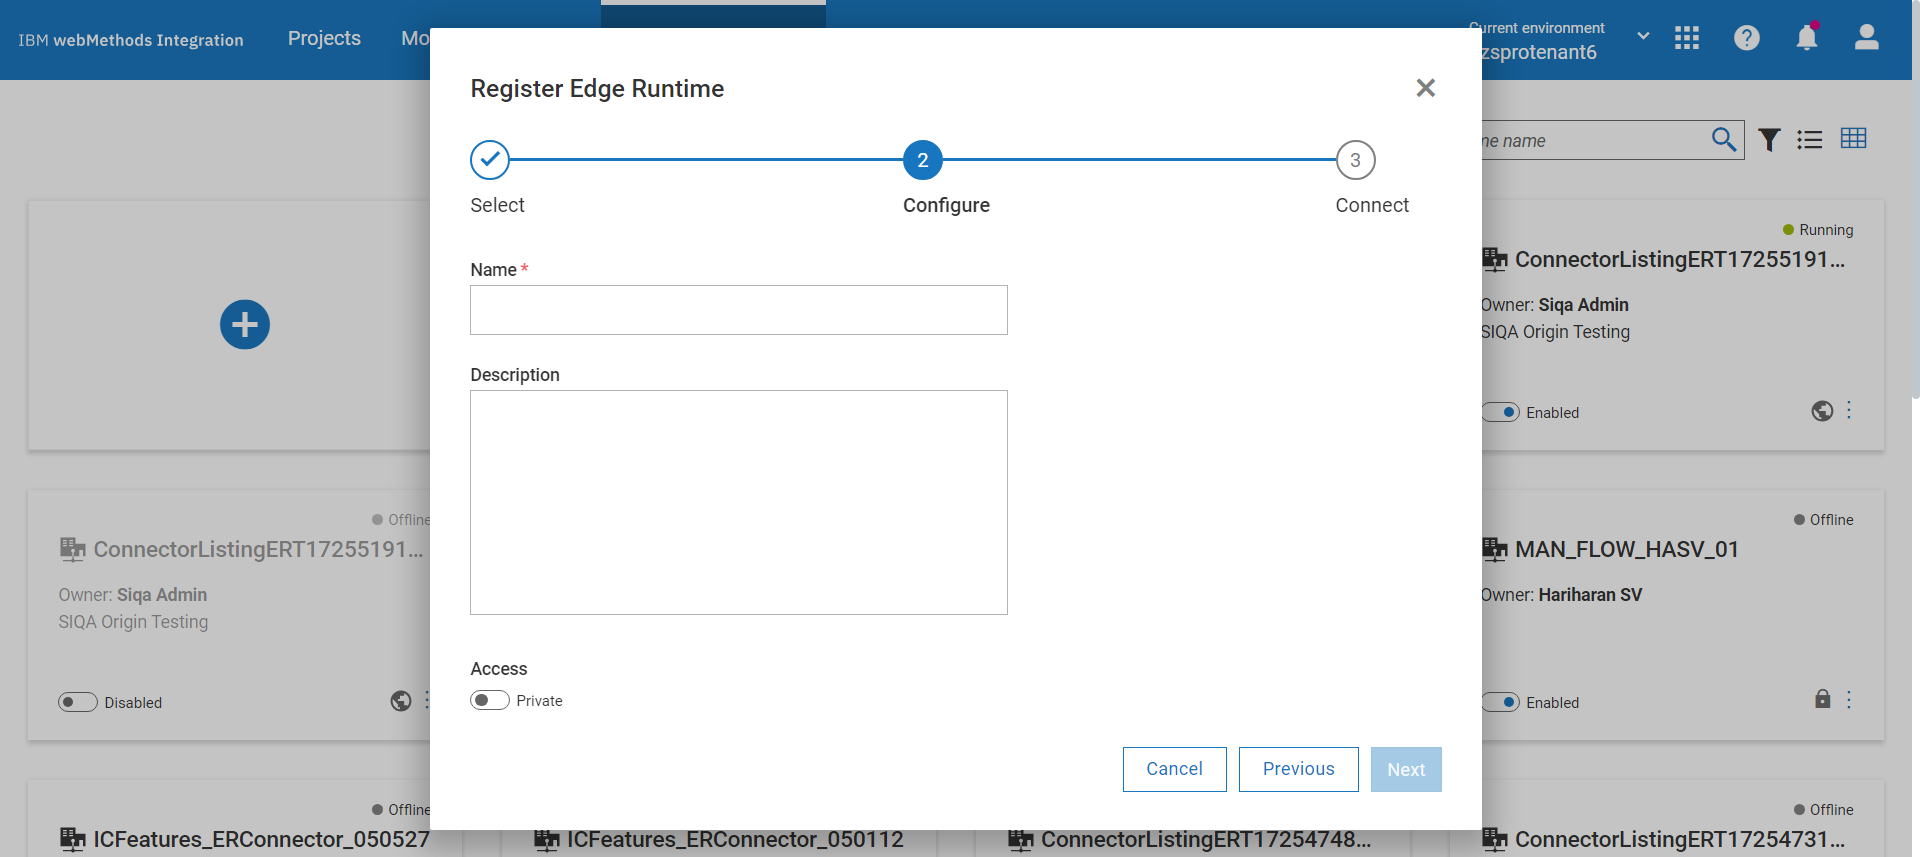 IBM webMethods Integration
Projects
Mo
Current environment
zsprotenant6
Register Edge Runtime
2
3
Select
Configure
Connect
Name *
Description
Access
Private
Cancel
Previous
Next
me name
Running
ConnectorListingERT17255191...
Owner: Siqa Admin
SIQA Origin Testing
Enabled
Offline
ConnectorListingERT17255191...
Owner: Siqa Admin
SIQA Origin Testing
Disabled
Offline
MAN_FLOW_HASV_01
Owner: Hariharan SV
Enabled
Offline
ICFeatures_ERConnector_050527
ICFeatures_ERConnector_050112
ConnectorListingERT17254748...
Offline
ConnectorListingERT17254731...